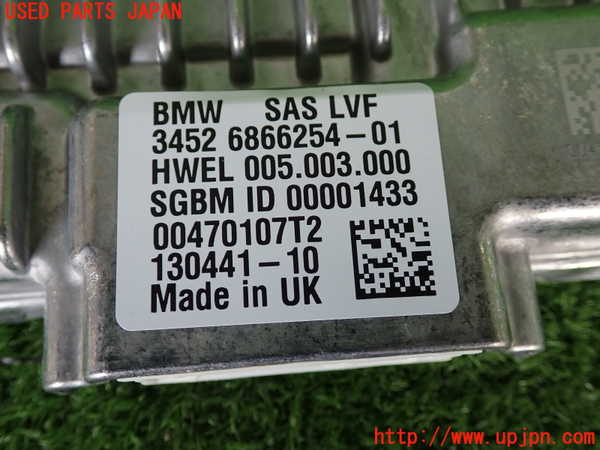 USED PARTS JAPAN
BMW SAS LVF
3452 6866254-01
HWEL 005.003.000
SGBM ID 00001433
00470107T2
130441-10
Made in UK
http://www.upjpn.com/